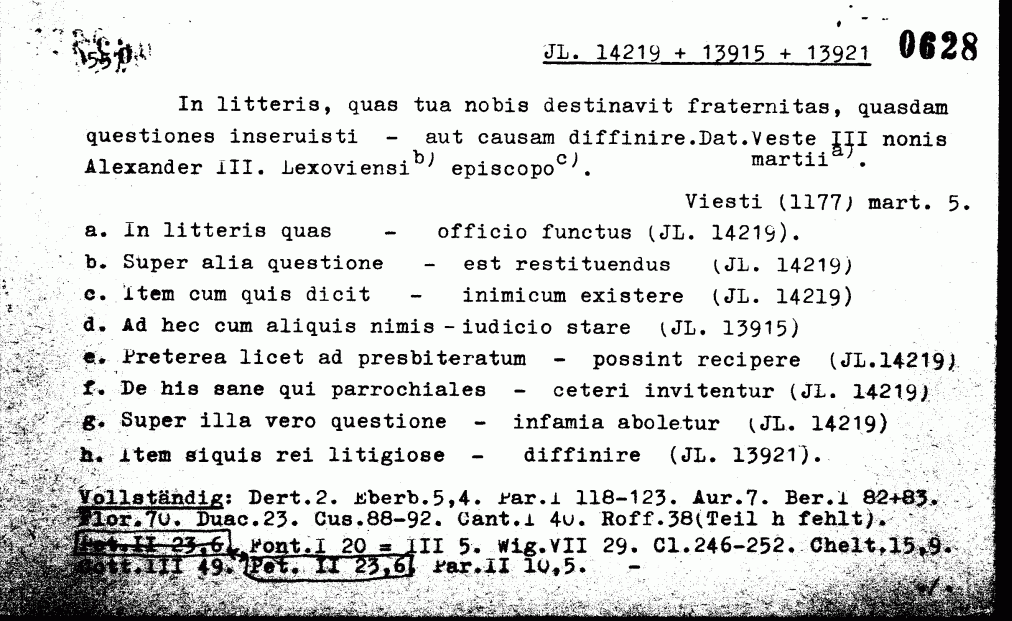 JL. 14219 + 13915 + 13921 0628
In litteris, quas tua nobis destinavit fraternitas, quasdam
questiones inseruisti - aut causam diffinire.Dat.Veste III nonis
martii a).
Alexander III. Lexoviensi b) episcopo c).
Viesti (1177) mart. 5.
a. In litteris quas - officio functus (JL. 14219).
b. Super alia questione - est restituendus (JL. 14219)
c. Item cum quis dicit - inimicum existere (JL. 14219)
d. Ad hec cum aliquis nimis - iudicio stare (JL. 13915)
e. Preterea licet ad presbiteratum - possint recipere (JL.14219)
f. De his sane qui parrochiales - ceteri invitentur (JL. 14219)
g. Super illa vero questione - infamia aboletur (JL. 14219)
h. Item siquis rei litigiose - diffinire (JL. 13921).
Vollständig: Dert.2. Eberb.5,4. Par.I 118-123. Aur.7. Ber.I 82+83.
Flor.70. Duac.23. Cus.88-92. Cant.I 40. Roff.38(Teil h fehlt).
Pet.II 23,6. Font.I 20 = III 5. Wig.VII 29. Cl.246-252. Chelt.15,9.
Cott.III 49. Pet. II 23,6 Par.II 10,5. -